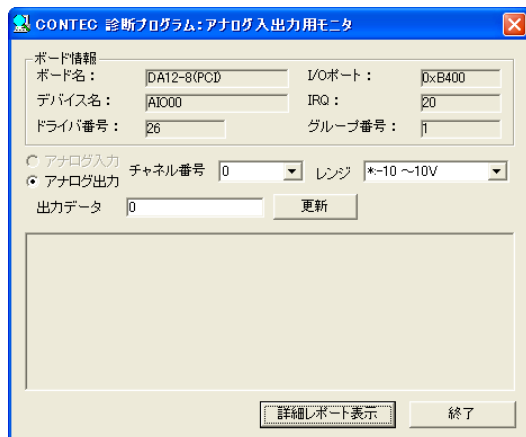 CONTEC 診断プログラム：アナログ入出力用モニタ
ボード情報
ボード名： DA12-8(PCI) I/Oポート： 0xB400
デバイス名： AIO00 IRQ： 20
ドライバ番号： 26 グループ番号： 1
アナログ入力
アナログ出力 チャネル番号 0 レンジ *:-10 ～10V
出力データ 0 更新
詳細レポート表示 終了